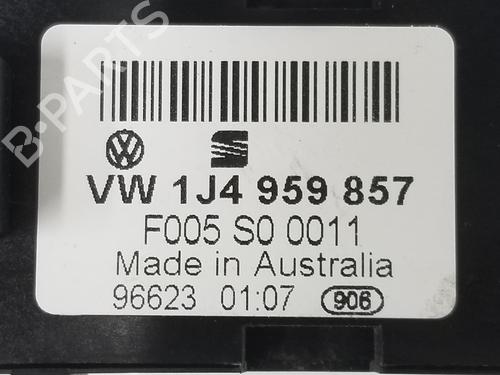 B-PARTS
VW 1J4 959 857
F005 S0 0011
Made in Australia
96623 01:07 906